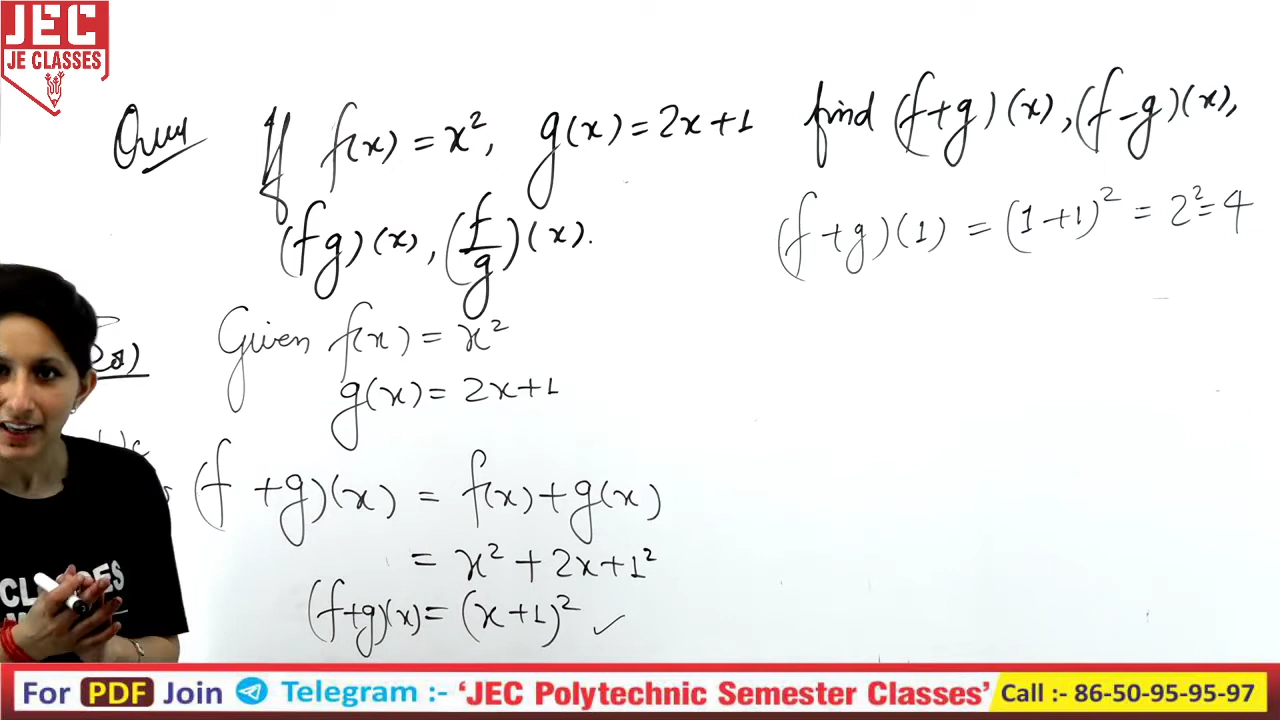 JEC
JE CLASSES
Ques If f(x) = x², g(x) = 2x+1 find (f+g)(x), (f-g)(x),
(fg)(x), (f/g)(x).
(f+g)(1) = (1+1)² = 2² = 4
Given f(x) = x²
g(x) = 2x+1
(f+g)(x) = f(x)+g(x)
= x² + 2x+1²
(f+g)(x) = (x+1)² ✓
For PDF Join Telegram :- 'JEC Polytechnic Semester Classes' Call :- 86-50-95-95-97